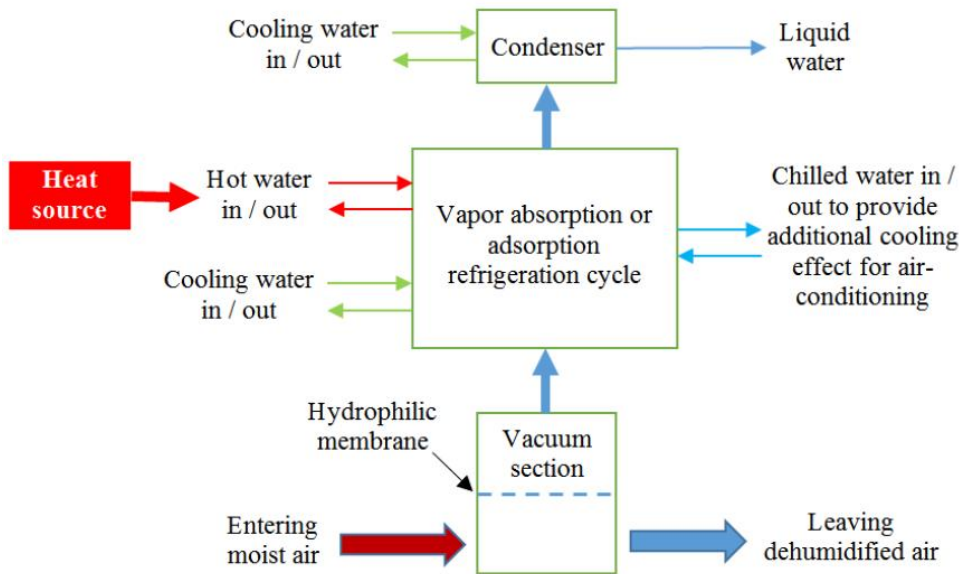 Cooling water
in / out
Condenser
Liquid
water
Heat
source
Hot water
in / out
Vapor absorption or
adsorption
refrigeration cycle
Chilled water in /
out to provide
additional cooling
effect for air-
conditioning
Cooling water
in / out
Hydrophilic
membrane
Vacuum
section
Entering
moist air
Leaving
dehumidified air